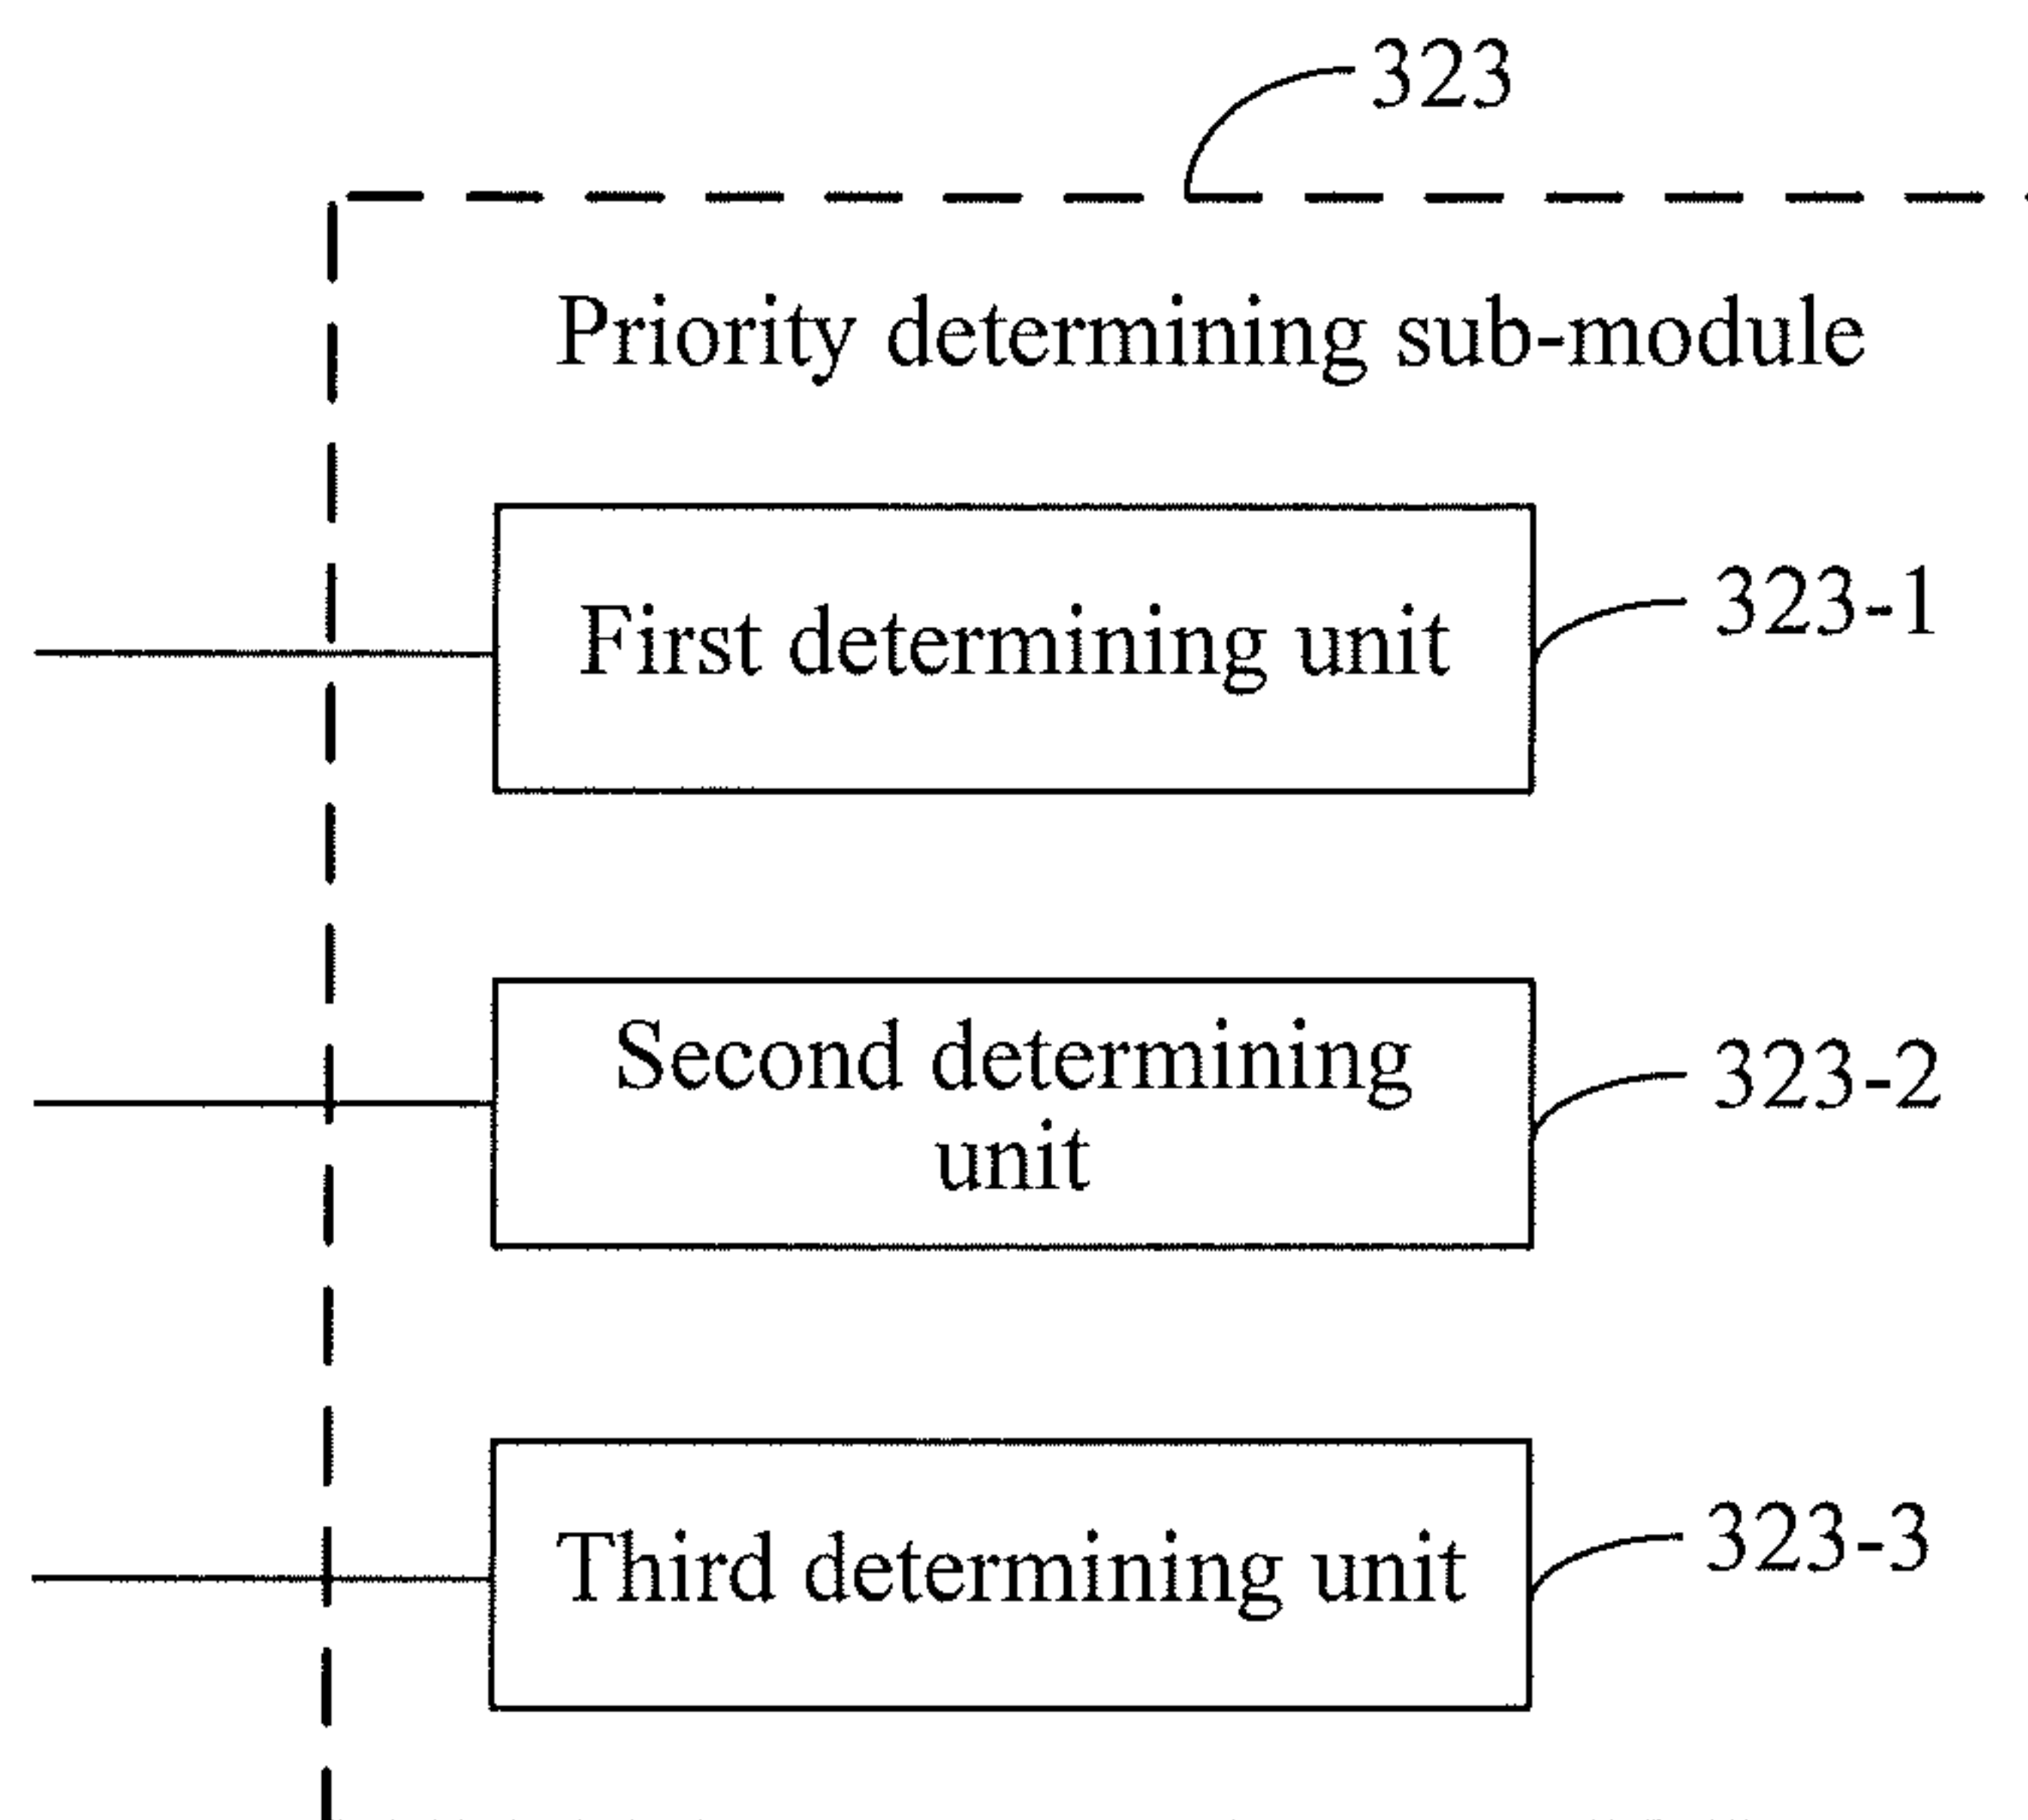 323
Priority determining sub-module
First determining unit
323-1
Second determining
unit
323-2
Third determining unit
323-3